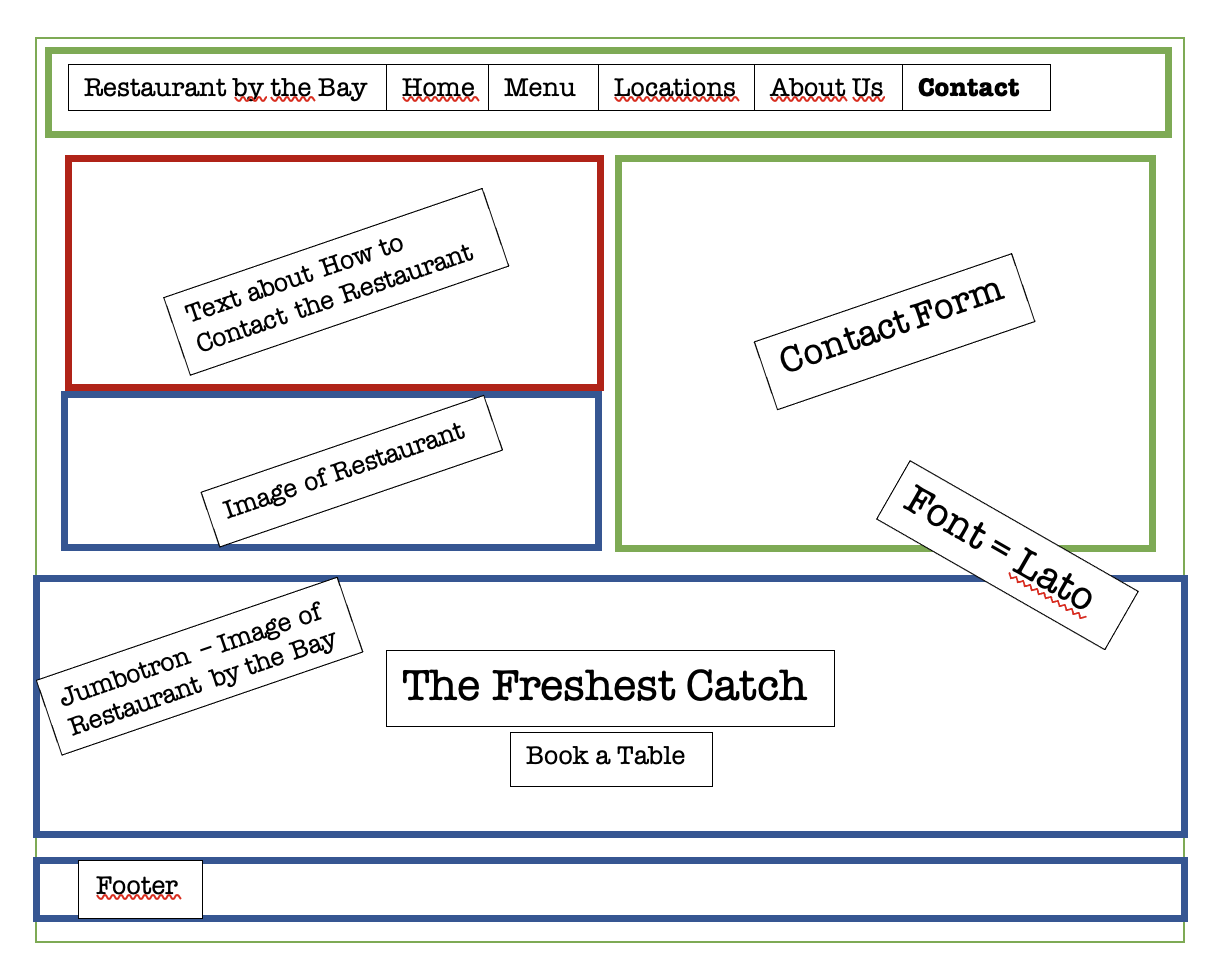 Restaurant by the Bay Home Menu Locations About Us Contact
Text about How to
Contact the Restaurant
Contact Form
Image of Restaurant
Font = Lato
Jumbotron – Image of
Restaurant by the Bay
The Freshest Catch
Book a Table
Footer